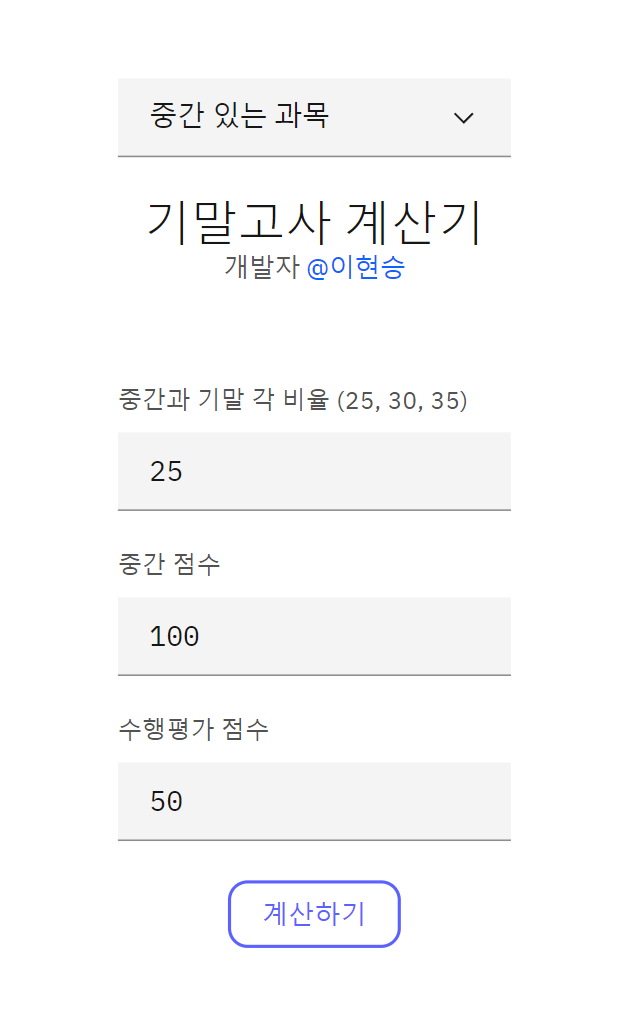 중간 있는 과목
기말고사 계산기
개발자 @이현승
중간과 기말 각 비율 (25, 30, 35)
25
중간 점수
100
수행평가 점수
50
계산하기